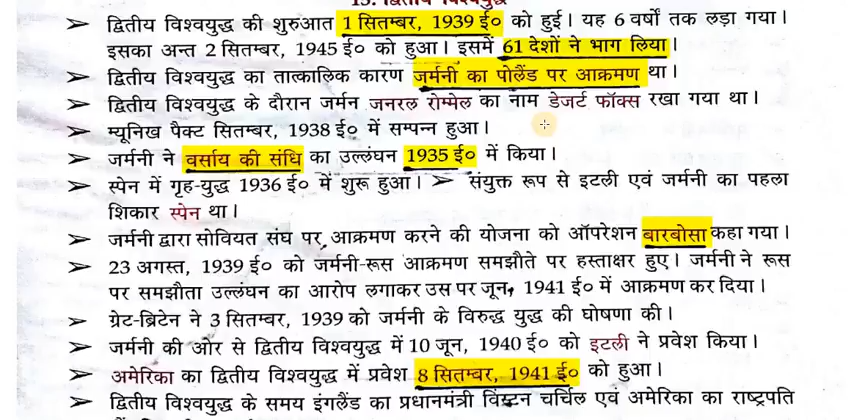 13. द्वितीय विश्वयुद्ध
➢ द्वितीय विश्वयुद्ध की शुरुआत 1 सितम्बर, 1939 ई० को हुई। यह 6 वर्षों तक लड़ा गया।
इसका अन्त 2 सितम्बर, 1945 ई० को हुआ। इसमें 61 देशों ने भाग लिया।
➢ द्वितीय विश्वयुद्ध का तात्कालिक कारण जर्मनी का पोलैंड पर आक्रमण था।
➢ द्वितीय विश्वयुद्ध के दौरान जर्मन जनरल रोम्मेल का नाम डेजर्ट फॉक्स रखा गया था।
➢ म्यूनिख पैक्ट सितम्बर, 1938 ई० में सम्पन्न हुआ।
➢ जर्मनी ने वर्साय की संधि का उल्लंघन 1935 ई० में किया।
➢ स्पेन में गृह-युद्ध 1936 ई० में शुरू हुआ। ➢ संयुक्त रूप से इटली एवं जर्मनी का पहला
शिकार स्पेन था।
➢ जर्मनी द्वारा सोवियत संघ पर आक्रमण करने की योजना को ऑपरेशन बारबोसा कहा गया।
➢ 23 अगस्त, 1939 ई० को जर्मनी-रूस आक्रमण समझौते पर हस्ताक्षर हुए। जर्मनी ने रूस
पर समझौता उल्लंघन का आरोप लगाकर उस पर जून, 1941 ई० में आक्रमण कर दिया।
➢ ग्रेट-ब्रिटेन ने 3 सितम्बर, 1939 को जर्मनी के विरुद्ध युद्ध की घोषणा की।
➢ जर्मनी की ओर से द्वितीय विश्वयुद्ध में 10 जून, 1940 ई० को इटली ने प्रवेश किया।
➢ अमेरिका का द्वितीय विश्वयुद्ध में प्रवेश 8 सितम्बर, 1941 ई० को हुआ।
➢ द्वितीय विश्वयुद्ध के समय इंगलैंड का प्रधानमंत्री विंस्टन चर्चिल एवं अमेरिका का राष्ट्रपति